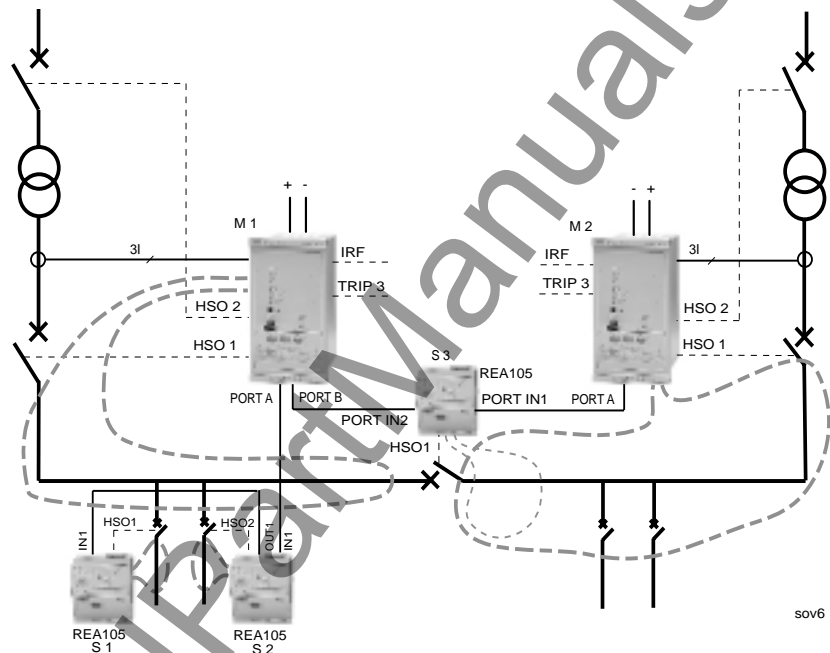 + -
- +
M 1
M 2
3I
IRF
IRF
3I
TRIP 3
TRIP 3
HSO 2
HSO 2
HSO 1
HSO 1
S 3
REA105
PORT A
PORT B
PORT IN2
PORT IN1
PORT A
HSO1
IN1
HSO1
HSO2
OUT1
IN1
REA105
S 1
REA105
S 2
sov6
PartManuals